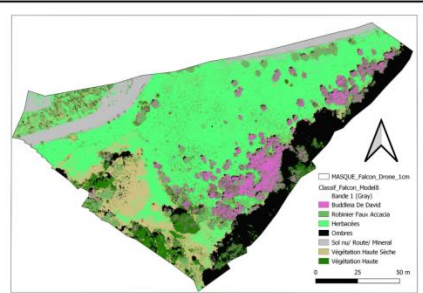 MASQUE_Falcon_Drone_1cm
Classif_Falcon_Model8
Bande 1 (Gray)
Buddleia De David
Robinier Faux Accacia
Herbacées
Ombres
Sol nu/ Route/ Mineral
Végétation Haute Sèche
Végétation Haute
0 25 50 m